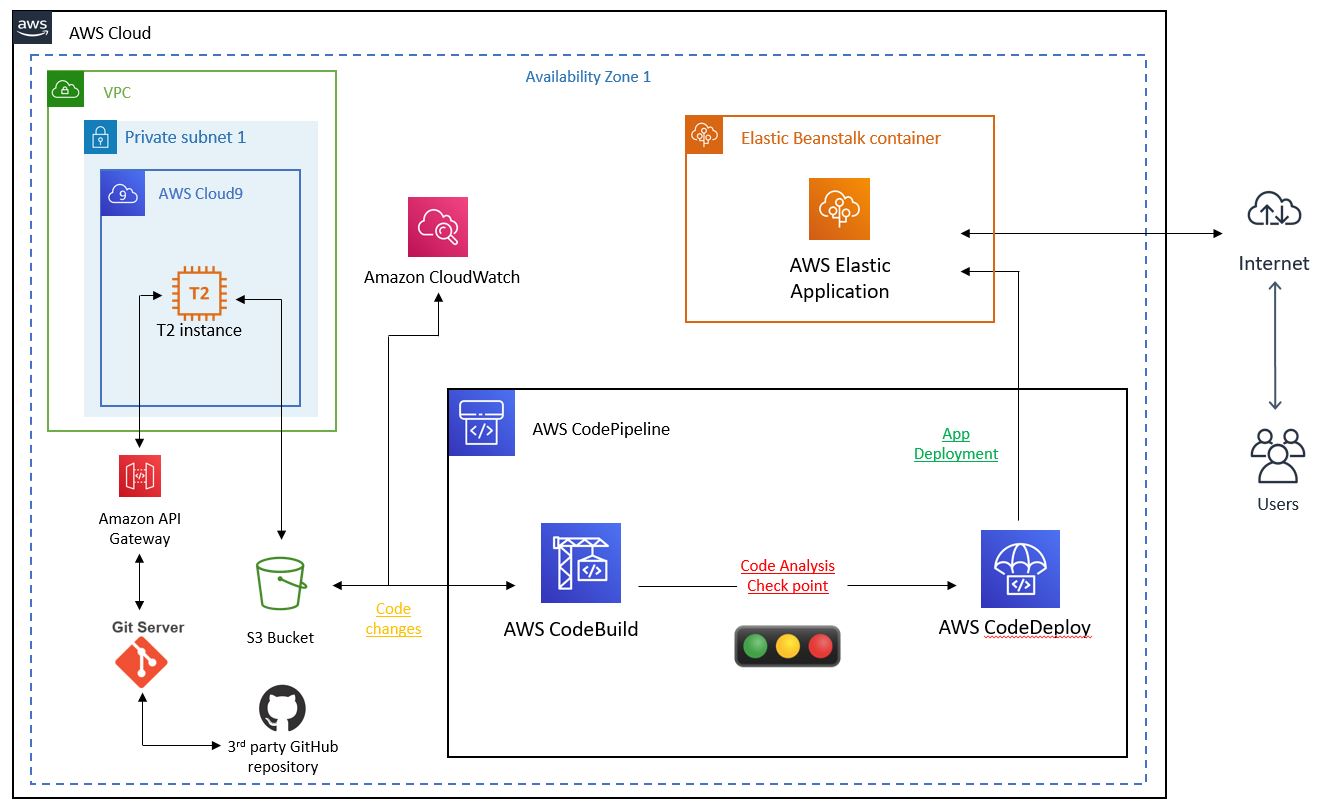 aws
AWS Cloud
Availability Zone 1
VPC
Private subnet 1
9
AWS Cloud9
T2
T2 instance
Amazon CloudWatch
Elastic Beanstalk container
AWS Elastic
Application
Internet
Users
AWS CodePipeline
App
Deployment
Amazon API
Gateway
Git Server
S3 Bucket
3rd party GitHub
repository
Code
changes
</>
AWS CodeBuild
Code Analysis
Check point
AWS CodeDeploy